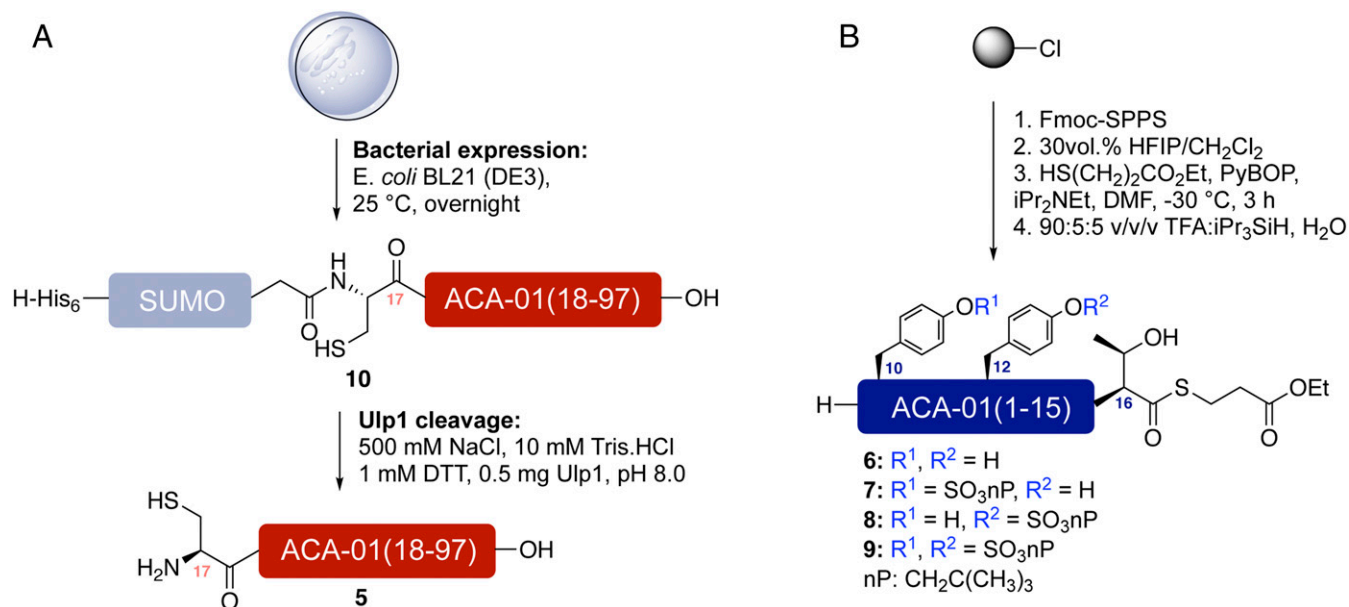 A
Bacterial expression:
E. coli BL21 (DE3),
25 °C, overnight
H-His₆
SUMO
O
H
N
O
17
HS
ACA-01(18-97)
OH
10
Ulp1 cleavage:
500 mM NaCl, 10 mM Tris.HCl
1 mM DTT, 0.5 mg Ulp1, pH 8.0
HS
H₂N
17
O
ACA-01(18-97)
OH
5
B
Cl
1. Fmoc-SPPS
2. 30vol.% HFIP/CH₂Cl₂
3. HS(CH₂)₂CO₂Et, PyBOP,
iPr₂NEt, DMF, -30 °C, 3 h
4. 90:5:5 v/v/v TFA:iPr₃SiH, H₂O
OR¹
OR²
10
12
OH
H
ACA-01(1-15)
16
O
S
O
OEt
6: R¹, R² = H
7: R¹ = SO₃nP, R² = H
8: R¹ = H, R² = SO₃nP
9: R¹, R² = SO₃nP
nP: CH₂C(CH₃)₃